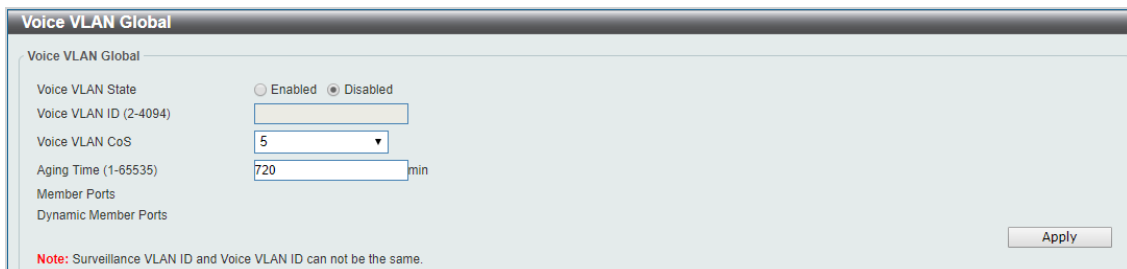 Voice VLAN Global
Voice VLAN Global
Voice VLAN State Enabled Disabled
Voice VLAN ID (2-4094)
Voice VLAN CoS 5
Aging Time (1-65535) 720 min
Member Ports
Dynamic Member Ports
Apply
Note: Surveillance VLAN ID and Voice VLAN ID can not be the same.